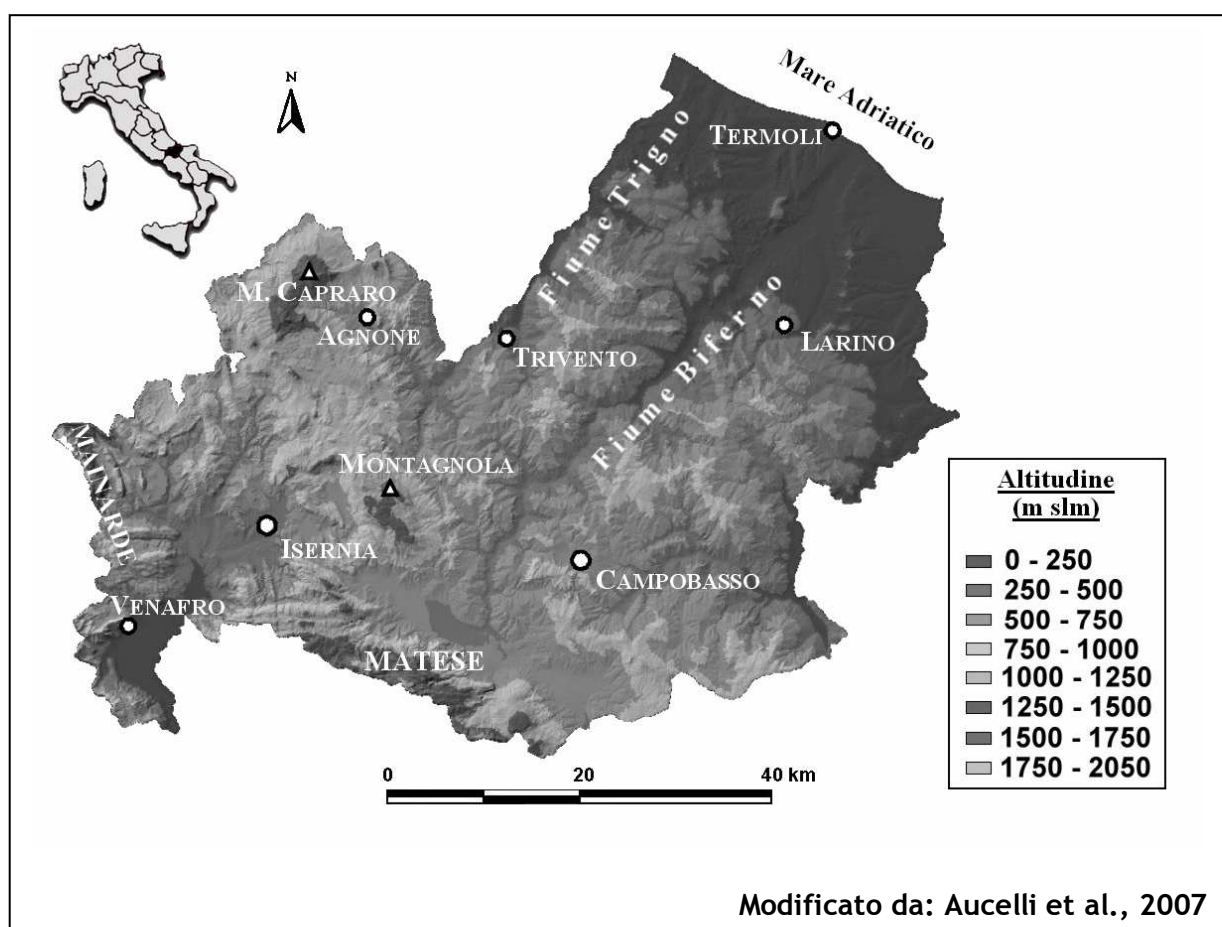 N
Mare Adriatico
TERMOLI
Fiume Trigno
M. CAPRARO
AGNONE
TRIVENTO
LARINO
Fiume Biferno
MAINARDE
MONTAGNOLA
ISERNIA
CAMPOBASSO
VENAFRO
MATESE
Altitudine
(m slm)
0 - 250
250 - 500
500 - 750
750 - 1000
1000 - 1250
1250 - 1500
1500 - 1750
1750 - 2050
0 20 40 km
Modificato da: Aucelli et al., 2007